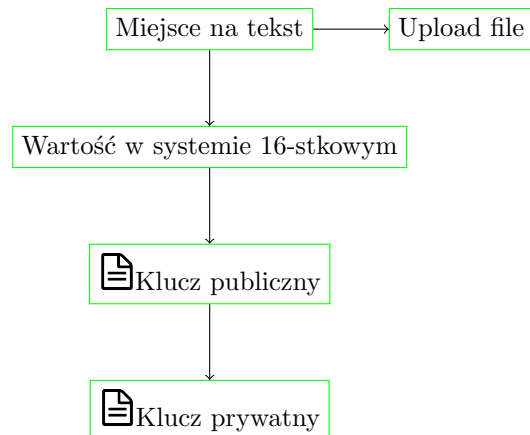 Miejsce na tekst
Upload file
Wartość w systemie 16-stkowym
Klucz publiczny
Klucz prywatny